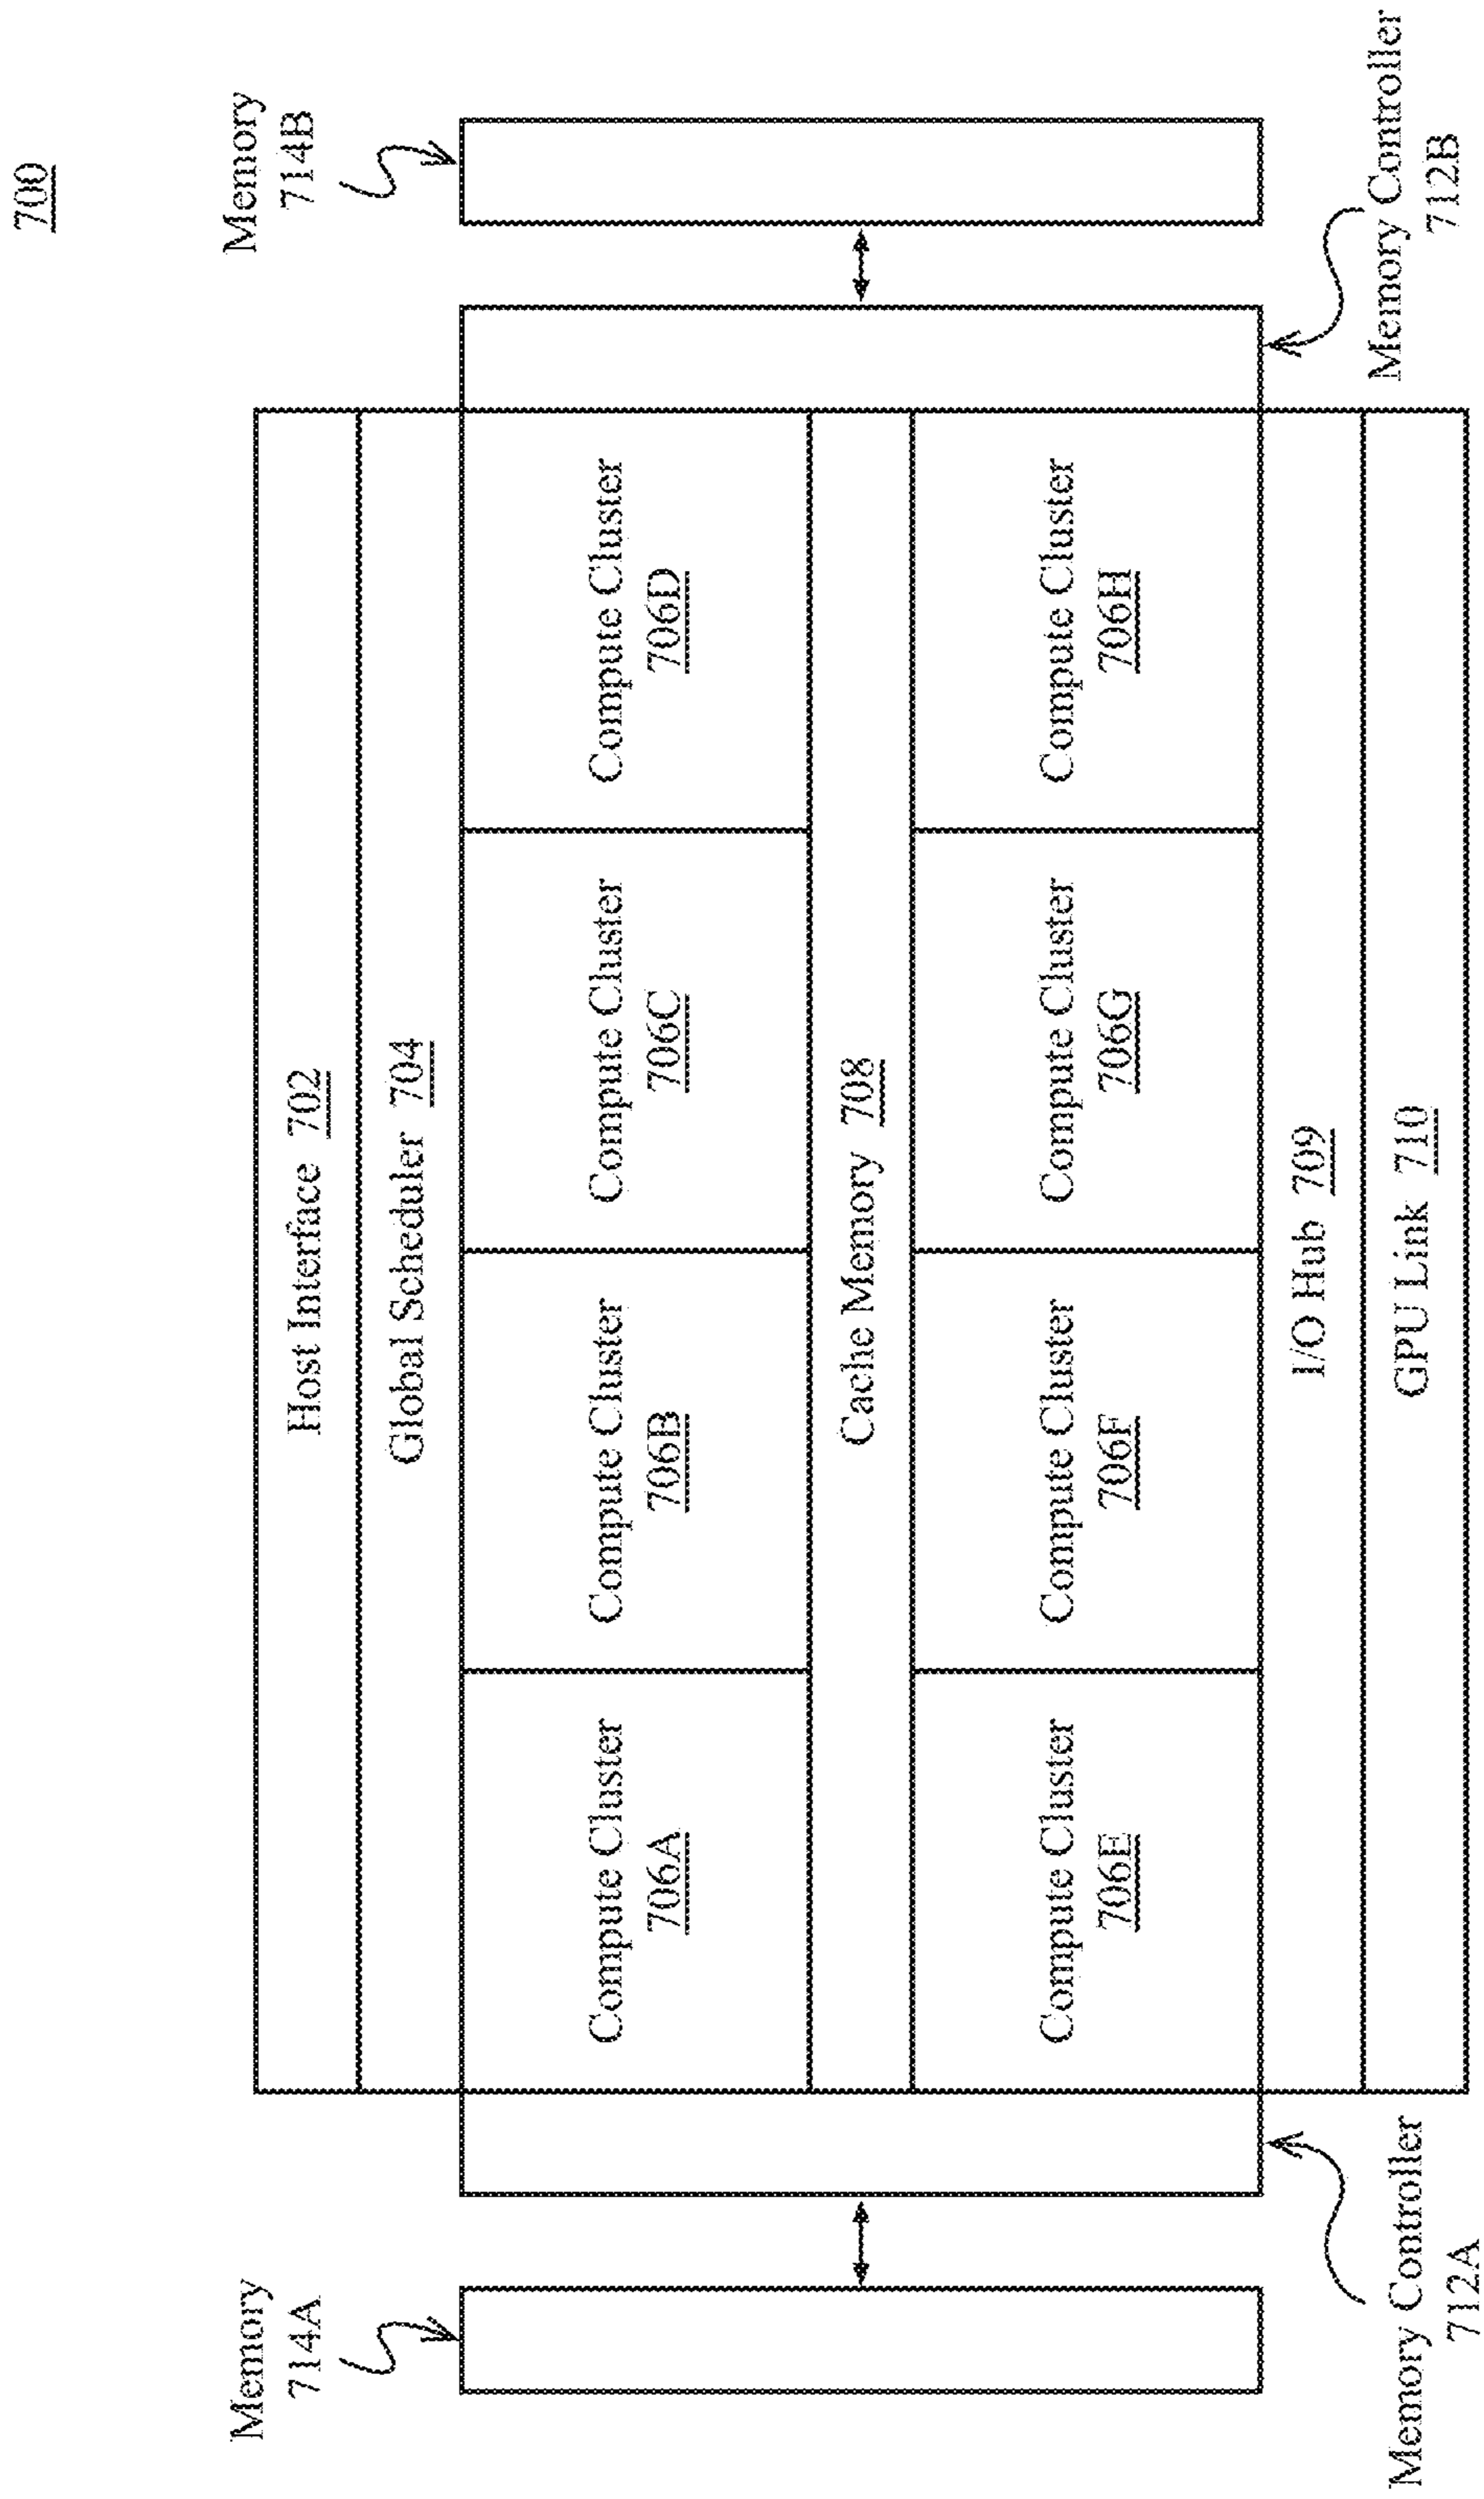 700
Memory
714A
Memory
714B
Host Interface 702
Global Scheduler 704
Compute Cluster
706A
Compute Cluster
706B
Compute Cluster
706C
Compute Cluster
706D
Cache Memory 708
Compute Cluster
706E
Compute Cluster
706F
Compute Cluster
706G
Compute Cluster
706H
I/O Hub 709
GPU Link 710
Memory Controller
712A
Memory Controller
712B